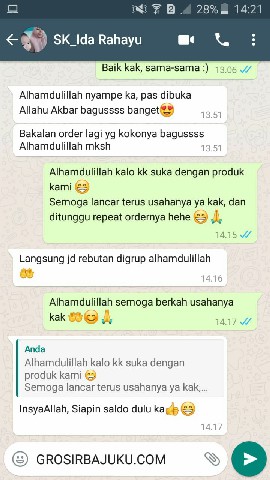 28% 14:21
SK_Ida Rahayu
Baik kak, sama-sama :) 13.05
Alhamdulillah nyampe ka, pas dibuka
Allahu Akbar bagussss banget😍
13.51
Bakalan order lagi yg kokonya bagussss
Alhamdulillah mksh
13.51
Alhamdulillah kalo kk suka dengan
produk kami 😁
Semoga lancar terus usahanya ya kak, dan
ditunggu repeat ordernya hehe 😁🙏
14.15
Langsung jd rebutan digrup alhamdulillah
🤲
14.16
Alhamdulillah semoga berkah usahanya
kak 🤲😊🙏
14.17
Anda
Alhamdulillah kalo kk suka dengan
produk kami 😁
Semoga lancar terus usahanya ya kak,...
InsyaAllah, Siapin saldo dulu ka👍😁
14.17
GROSIRBAJUKU.COM